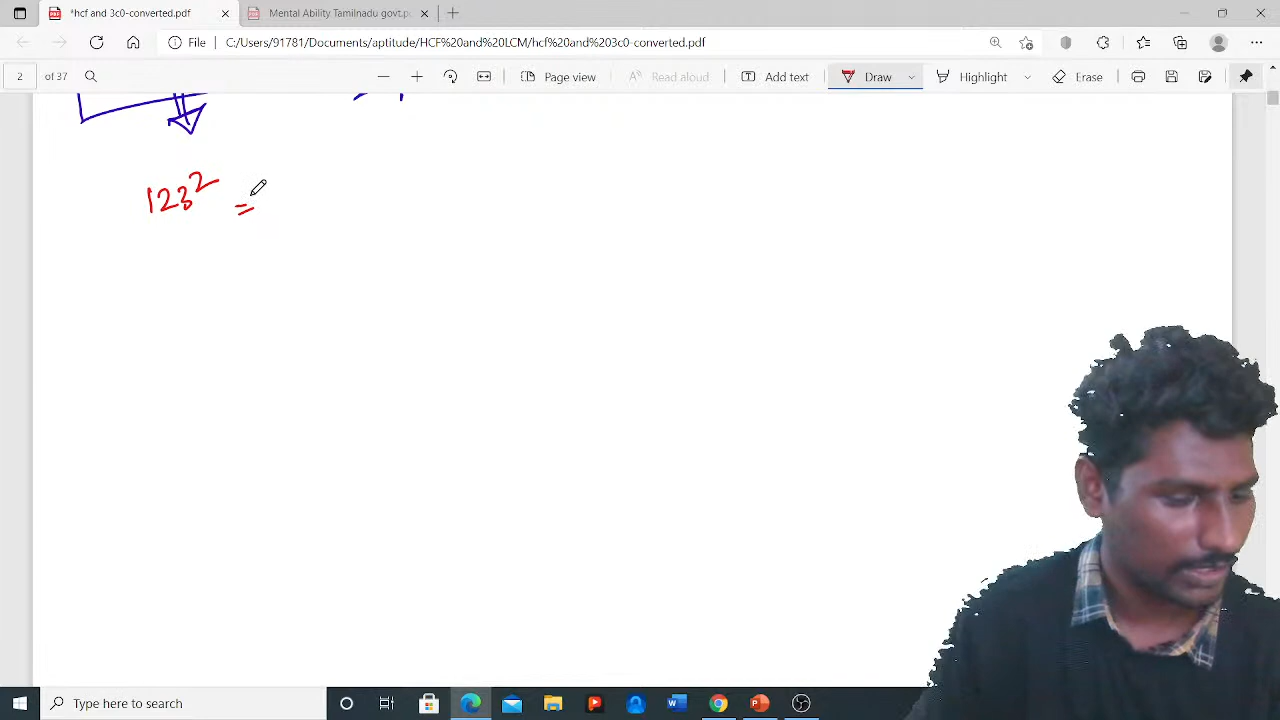 *hcf and 3c0-converted.pdf
Mental Ability Tamilnadu govt.p
File C:/Users/91781/Documents/aptitude/HCF%20and%20LCM/hcf%20and%203c0-converted.pdf
2 of 37 Page view Read aloud Add text Draw Highlight Erase
123² =
Type here to search